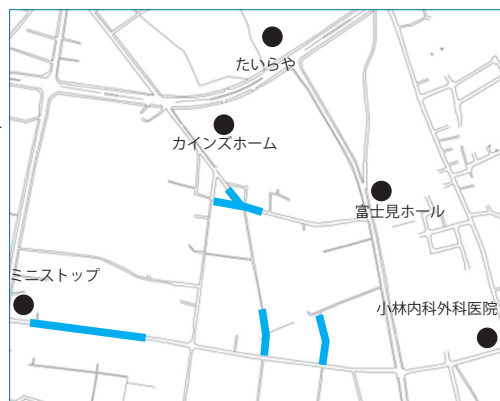 たいらや
カインズホーム
富士見ホール
ミニストップ
小林内科外科医院